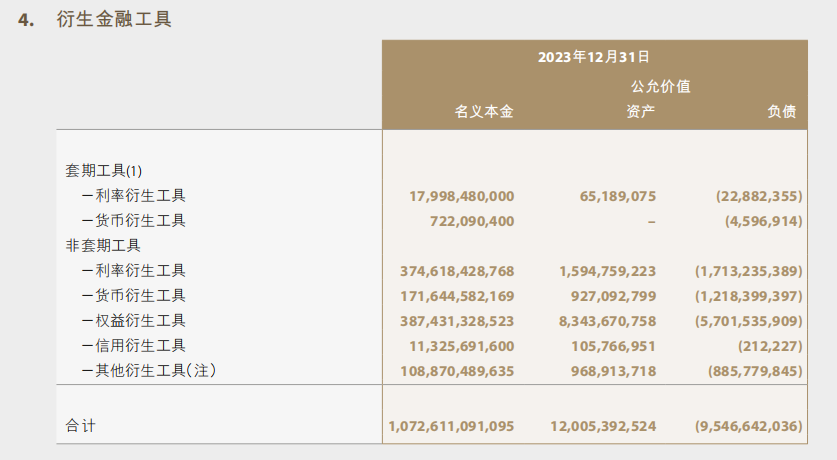 4. 衍生金融工具
2023年12月31日
公允价值
名义本金 资产 负债
套期工具(1)
－利率衍生工具 17,998,480,000 65,189,075 (22,882,355)
－货币衍生工具 722,090,400 – (4,596,914)
非套期工具
－利率衍生工具 374,618,428,768 1,594,759,223 (1,713,235,389)
－货币衍生工具 171,644,582,169 927,092,799 (1,218,399,397)
－权益衍生工具 387,431,328,523 8,343,670,758 (5,701,535,909)
－信用衍生工具 11,325,691,600 105,766,951 (212,227)
－其他衍生工具（注） 108,870,489,635 968,913,718 (885,779,845)
合计 1,072,611,091,095 12,005,392,524 (9,546,642,036)